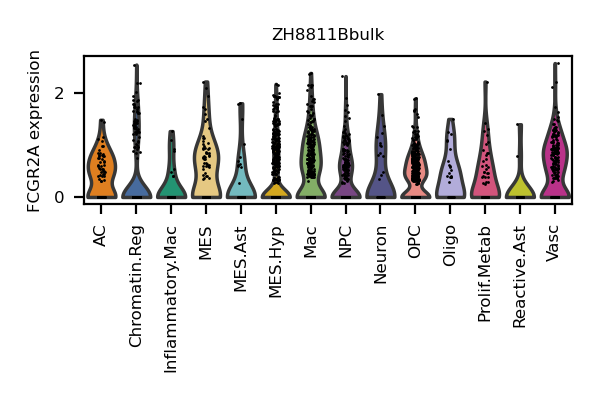 ZH8811Bbulk
FCGR2A expression
2
0
AC
Chromatin.Reg
Inflammatory.Mac
MES
MES.Ast
MES.Hyp
Mac
NPC
Neuron
OPC
Oligo
Prolif.Metab
Reactive.Ast
Vasc